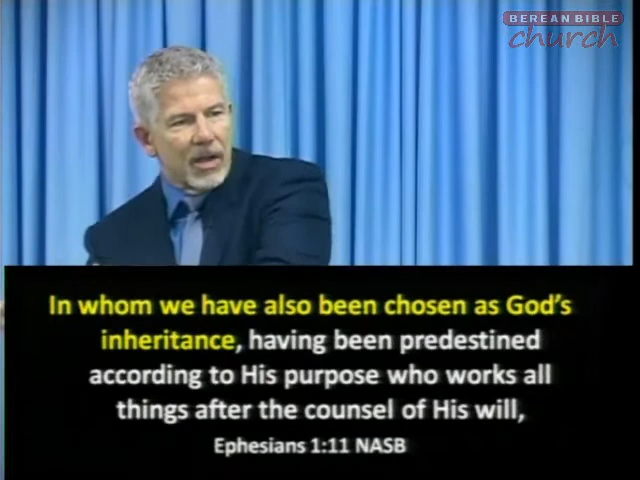 BEREAN BIBLE
church
In whom we have also been chosen as God's
inheritance, having been predestined
according to His purpose who works all
things after the counsel of His will,
Ephesians 1:11 NASB